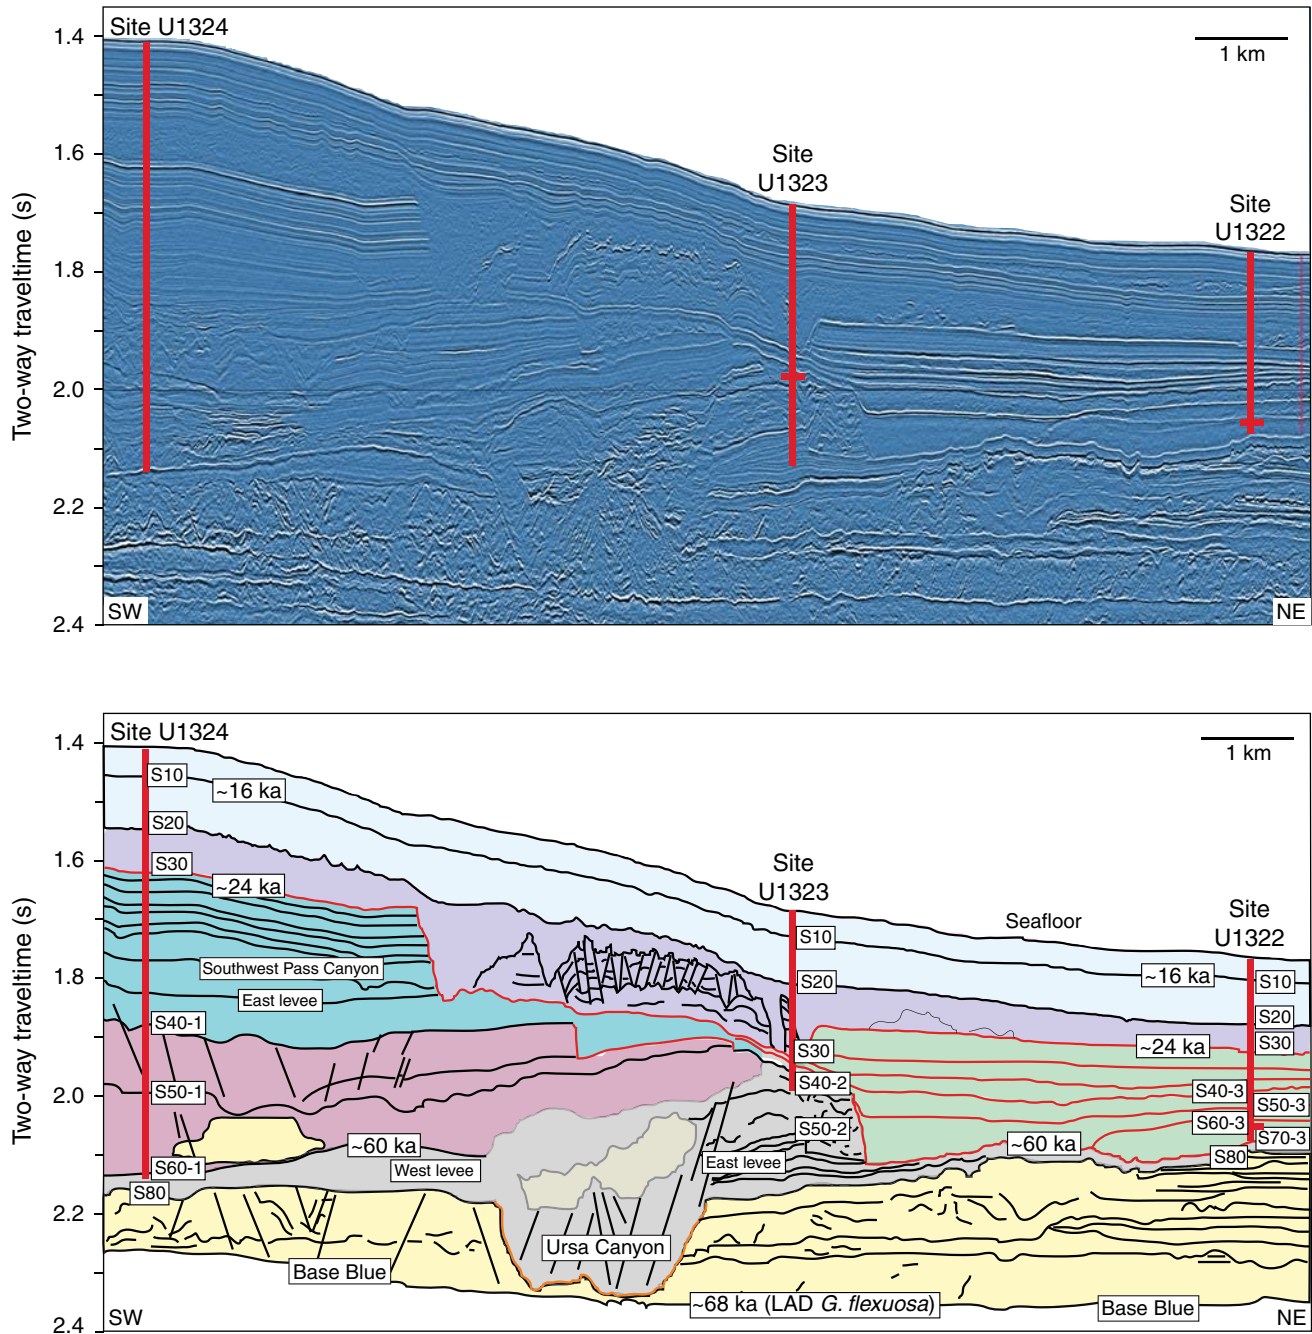 Site U1324
1 km
Site
U1323
Site
U1322
1.4
1.6
1.8
2.0
2.2
2.4
Two-way traveltime (s)
SW
NE
Site U1324
1 km
Site
U1323
Seafloor
Site
U1322
1.4
1.6
1.8
2.0
2.2
2.4
Two-way traveltime (s)
S10
~16 ka
S20
S30
~24 ka
Southwest Pass Canyon
East levee
S40-1
S50-1
~60 ka
S60-1
West levee
S80
Base Blue
Ursa Canyon
East levee
S10
S20
S30
S40-2
S50-2
~16 ka
S10
S20
~24 ka
S30
S40-3
S50-3
S60-3
~60 ka
S70-3
S80
~68 ka (LAD G. flexuosa)
Base Blue
SW
NE